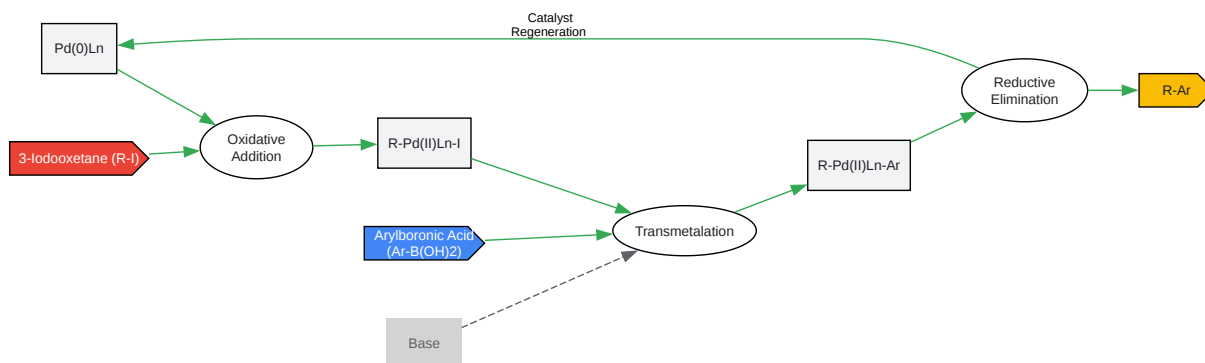 Catalyst
Regeneration
Pd(0)Ln
Reductive
Elimination
R-Ar
Oxidative
Addition
R-Pd(II)Ln-I
3-Iodooxetane (R-I)
R-Pd(II)Ln-Ar
Arylboronic Acid
(Ar-B(OH)2)
Transmetalation
Base